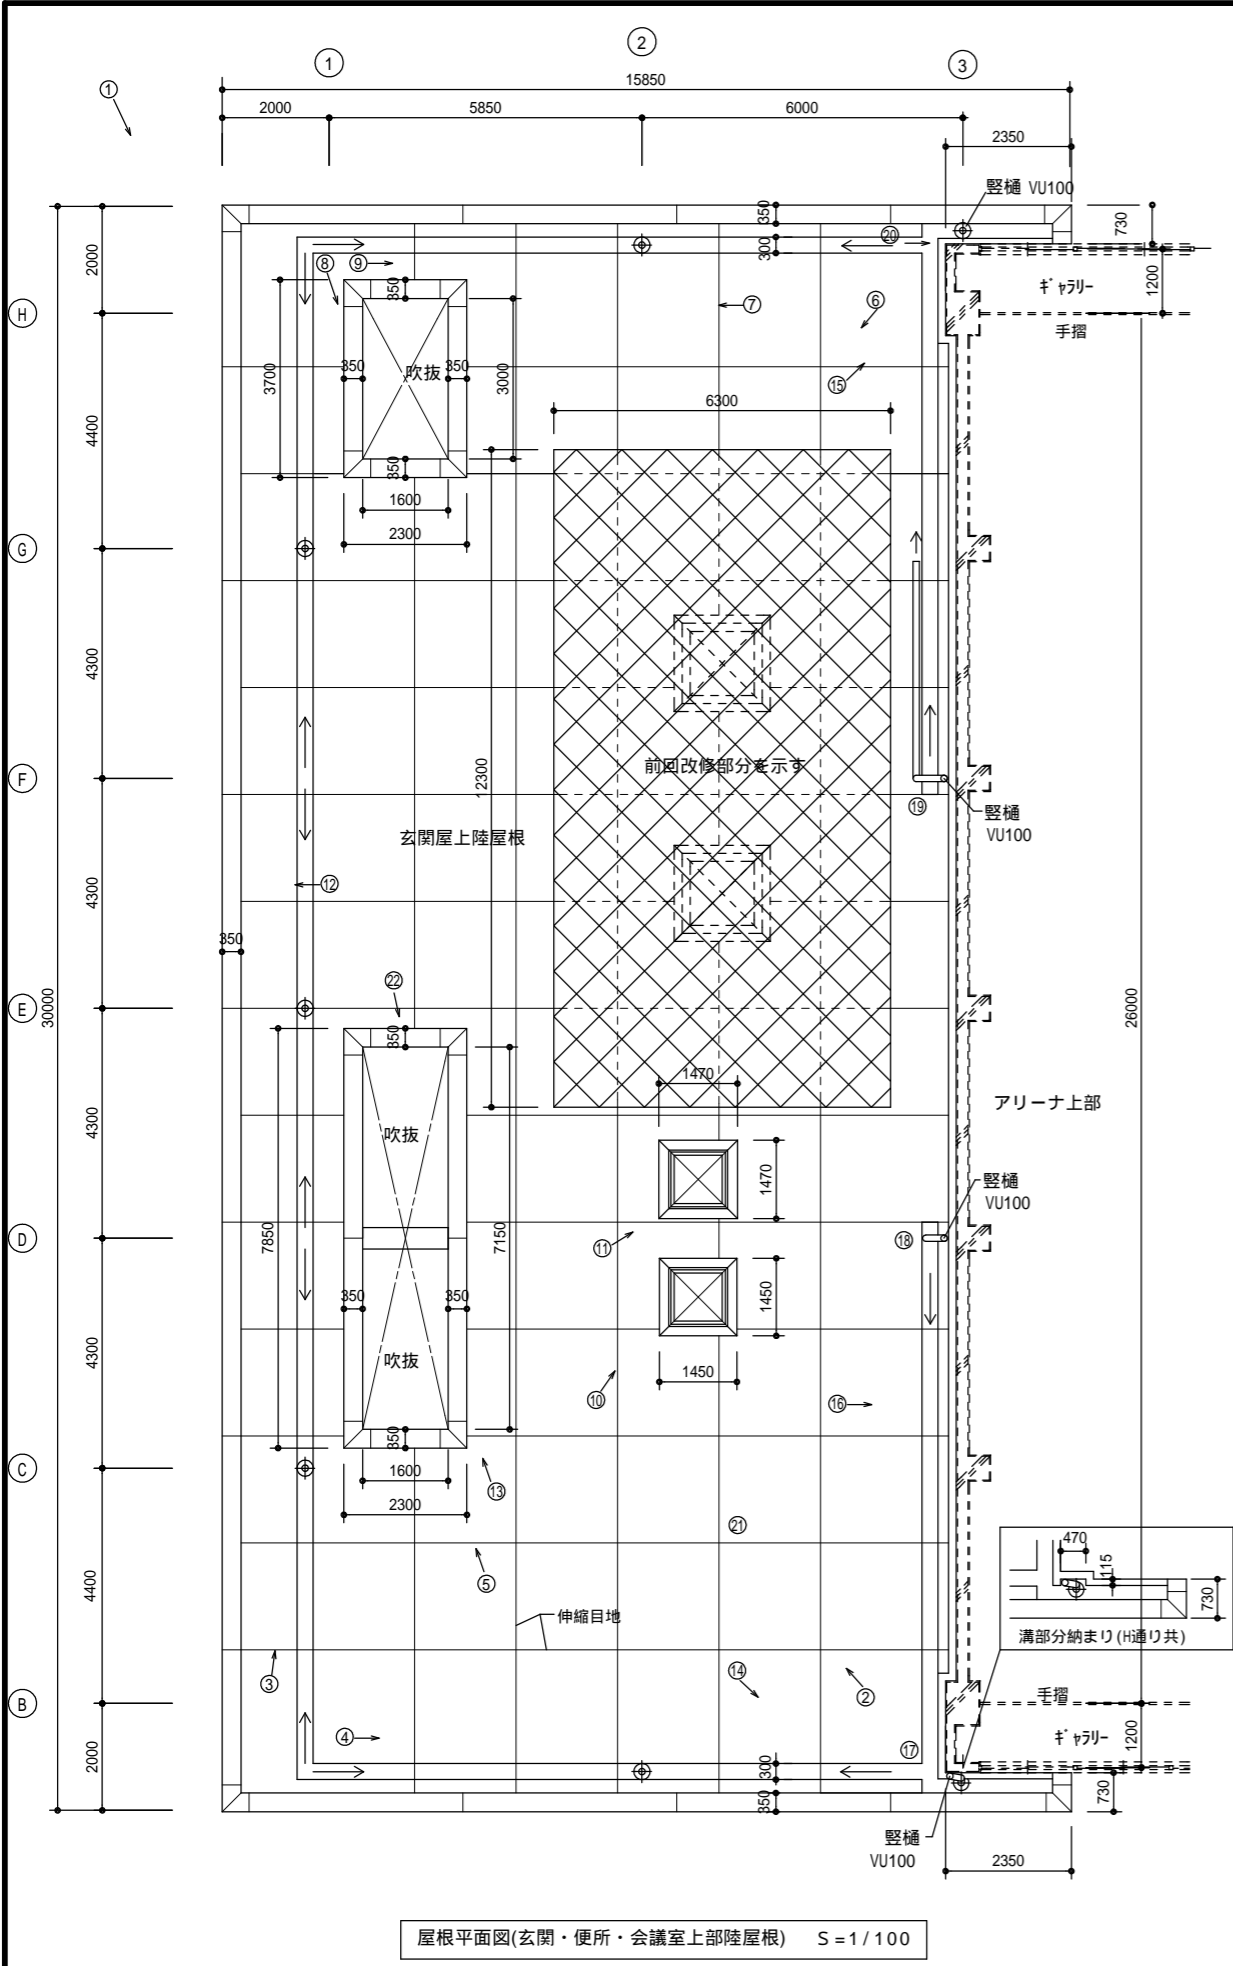 ①
②
③
15850
①
2000
5850
6000
2350
竪樋 VU100
350
730
2000
300
⑳
⑧
⑨
350
1200
ギャラリー
H
⑦
⑥
手摺
3700
350
吹抜
350
3000
⑮
6300
4400
350
1600
2300
G
4300
前回改修部分を示す
F
12300
⑲
竪樋
VU100
玄関屋上陸屋根
4300
⑫
350
㉒
E
30000
26000
350
1470
アリーナ上部
4300
吹抜
1470
竪樋
VU100
7850
D
7150
⑪
⑱
350
350
1450
4300
吹抜
1450
⑩
⑯
350
C
1600
⑬
2300
㉑
470
115
⑤
730
4400
伸縮目地
溝部分納まり(H通り共)
③
⑭
②
手摺
B
④
⑰
ギャラリー
1200
2000
300
350
730
竪樋
VU100
2350
屋根平面図(玄関・便所・会議室上部陸屋根) S=1/100